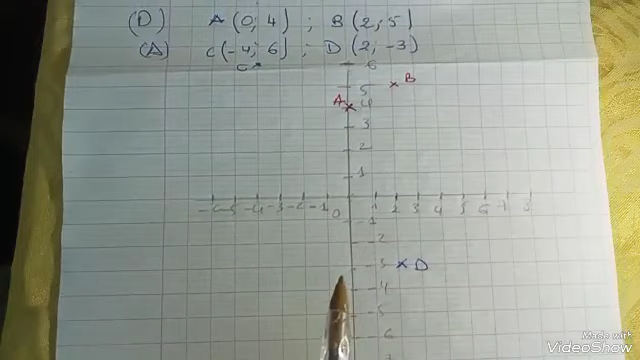 (D) A(0;4) ; B(2;5)
(A) C(-4;6) ; D(2;-3)
C
6
5 B
A 4
3
2
1
-6 -5 -4 -3 -2 -1 0 1 2 3 4 5 6 7 8
-1
-2
-3 D
-4
-5
-6
Made with
VideoShow